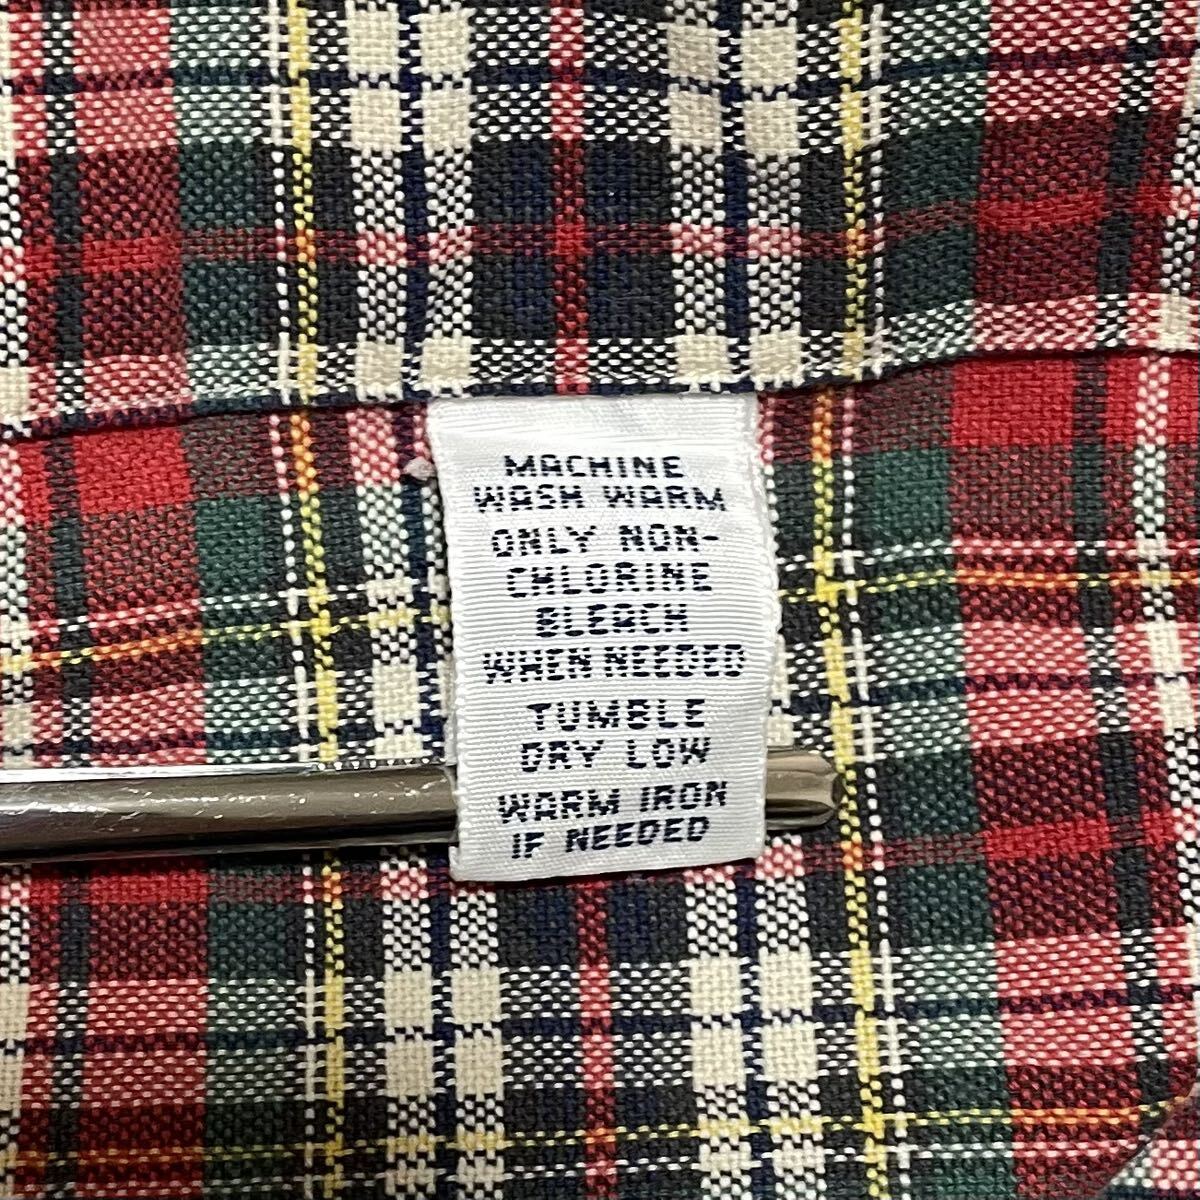 MACHINE
WASH WARM
ONLY NON-
CHLORINE
BLEACH
WHEN NEEDED
TUMBLE
DRY LOW
WARM IRON
IF NEEDED